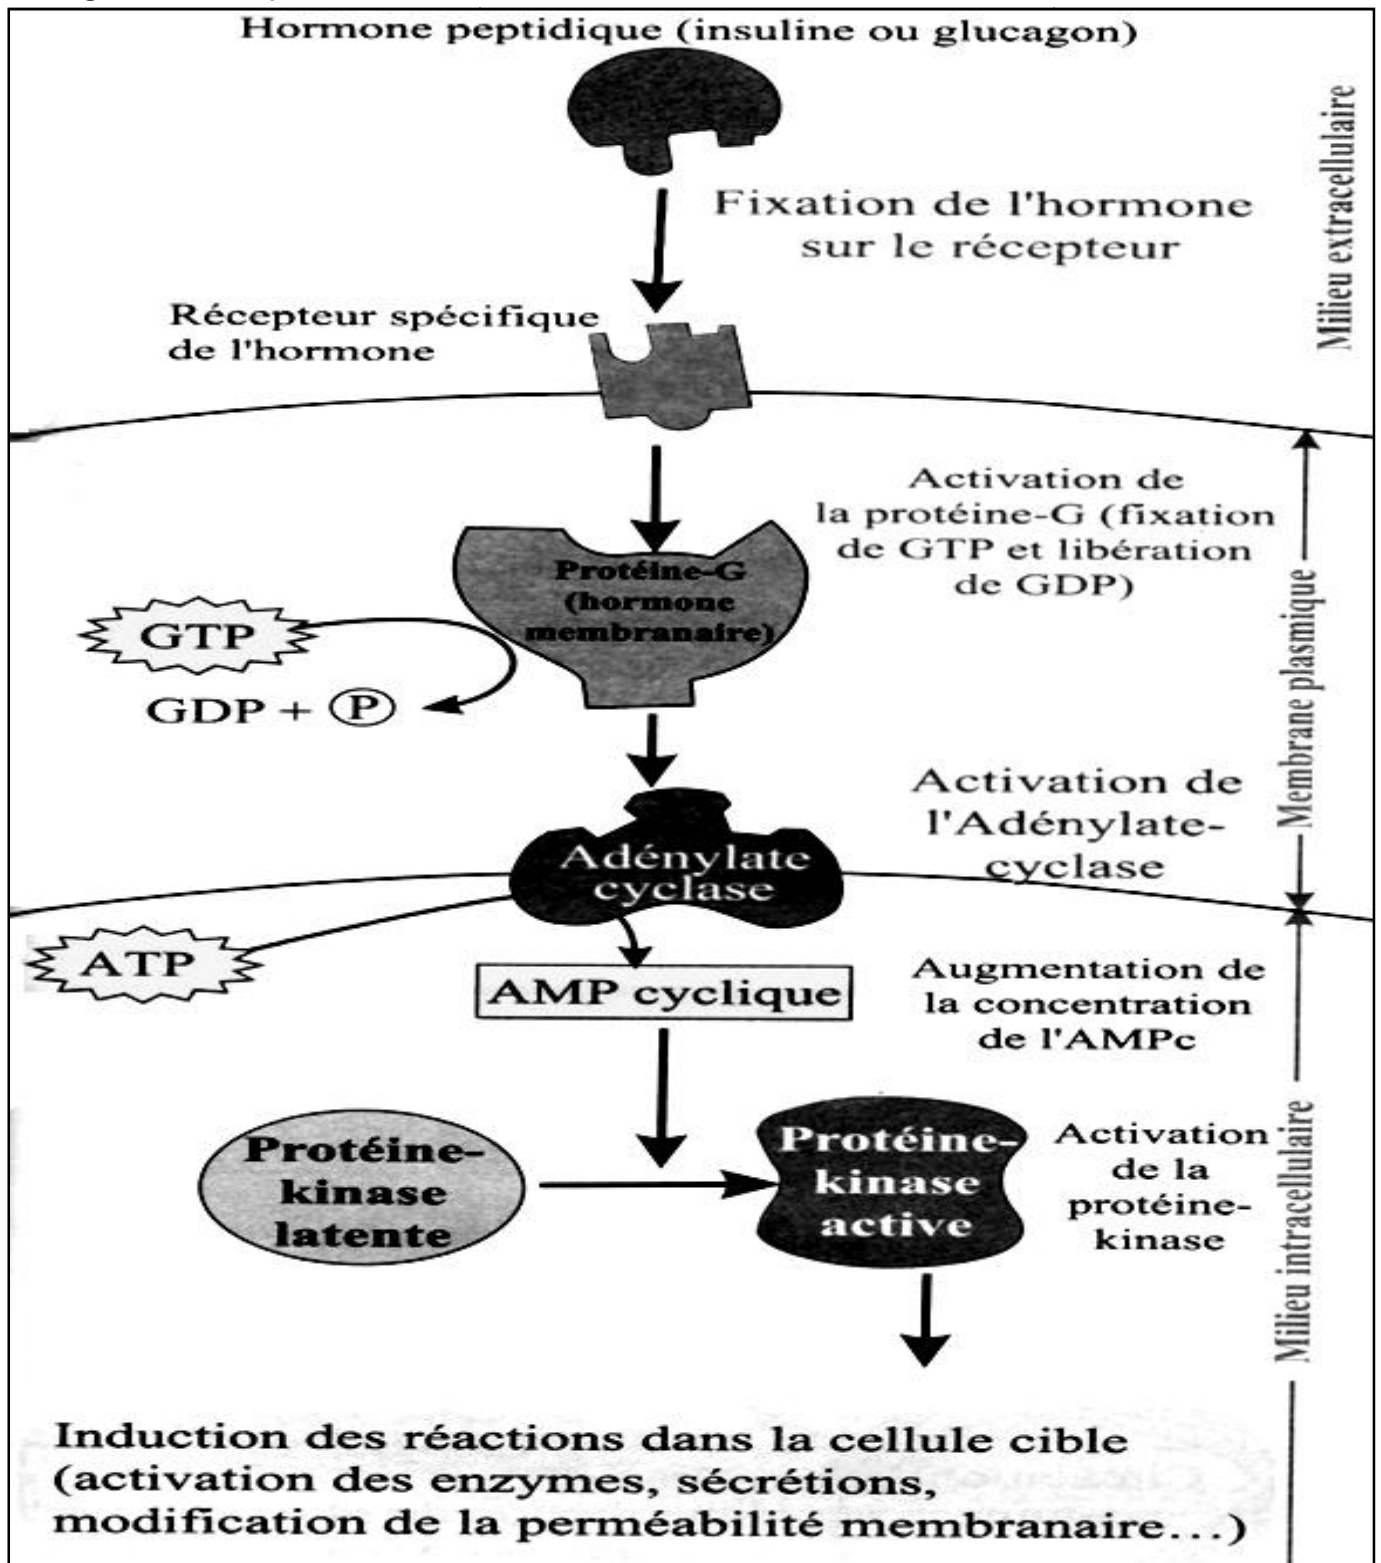 Hormone peptidique (insuline ou glucagon)
Milieu extracellulaire
Fixation de l'hormone
sur le récepteur
Récepteur spécifique
de l'hormone
Activation de
la protéine-G (fixation
de GTP et libération
de GDP)
Protéine-G
(hormone
membranaire)
GTP
GDP + P
Membrane plasmique
Activation de
l'Adénylate-
cyclase
Adénylate
cyclase
ATP
AMP cyclique
Augmentation de
la concentration
de l'AMPc
Protéine-
kinase
latente
Protéine-
kinase
active
Activation
de la
protéine-
kinase
Milieu intracellulaire
Induction des réactions dans la cellule cible
(activation des enzymes, sécrétions,
modification de la perméabilité membranaire...)